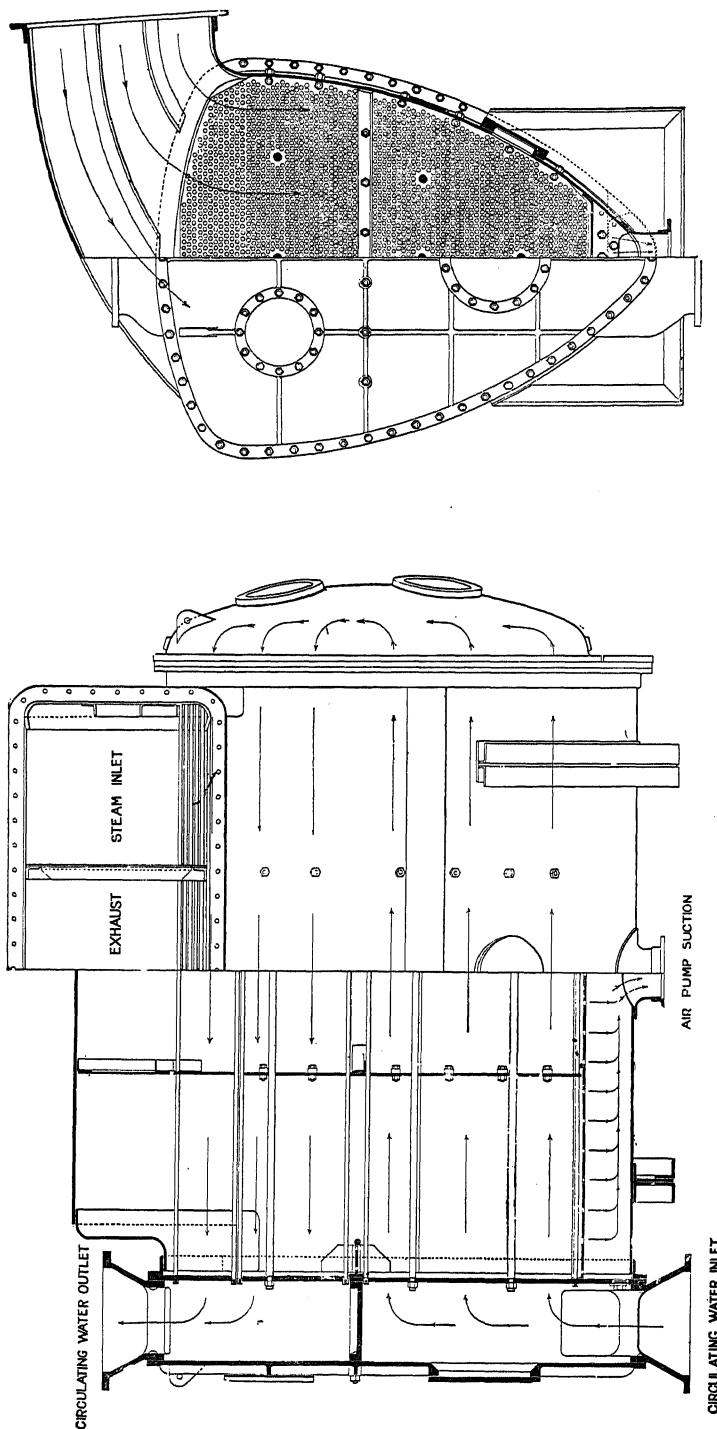 EXHAUST STEAM INLET
AIR PUMP SUCTION
CIRCULATING WATER OUTLET
CIRCULATING WATER INLET